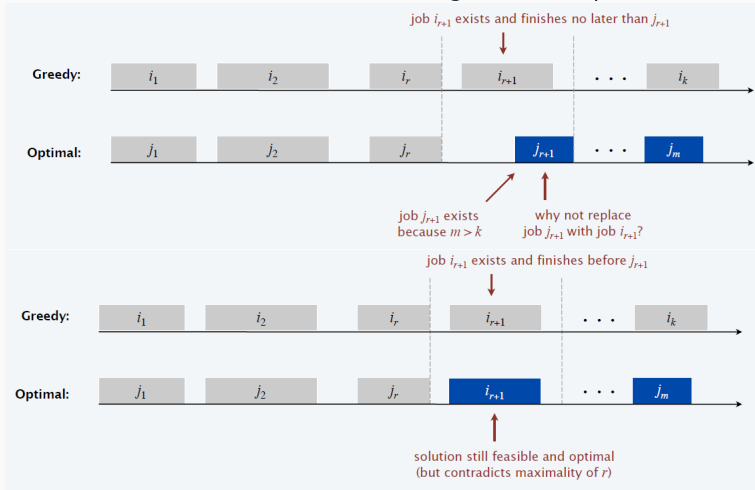 job i_{r+1} exists and finishes no later than j_{r+1}
Greedy: i_1 i_2 i_r i_{r+1} . . . i_k
Optimal: j_1 j_2 j_r j_{r+1} . . . j_m
job j_{r+1} exists why not replace
because m > k job j_{r+1} with job i_{r+1}?
job i_{r+1} exists and finishes before j_{r+1}
Greedy: i_1 i_2 i_r i_{r+1} . . . i_k
Optimal: j_1 j_2 j_r i_{r+1} . . . j_m
solution still feasible and optimal
(but contradicts maximality of r)